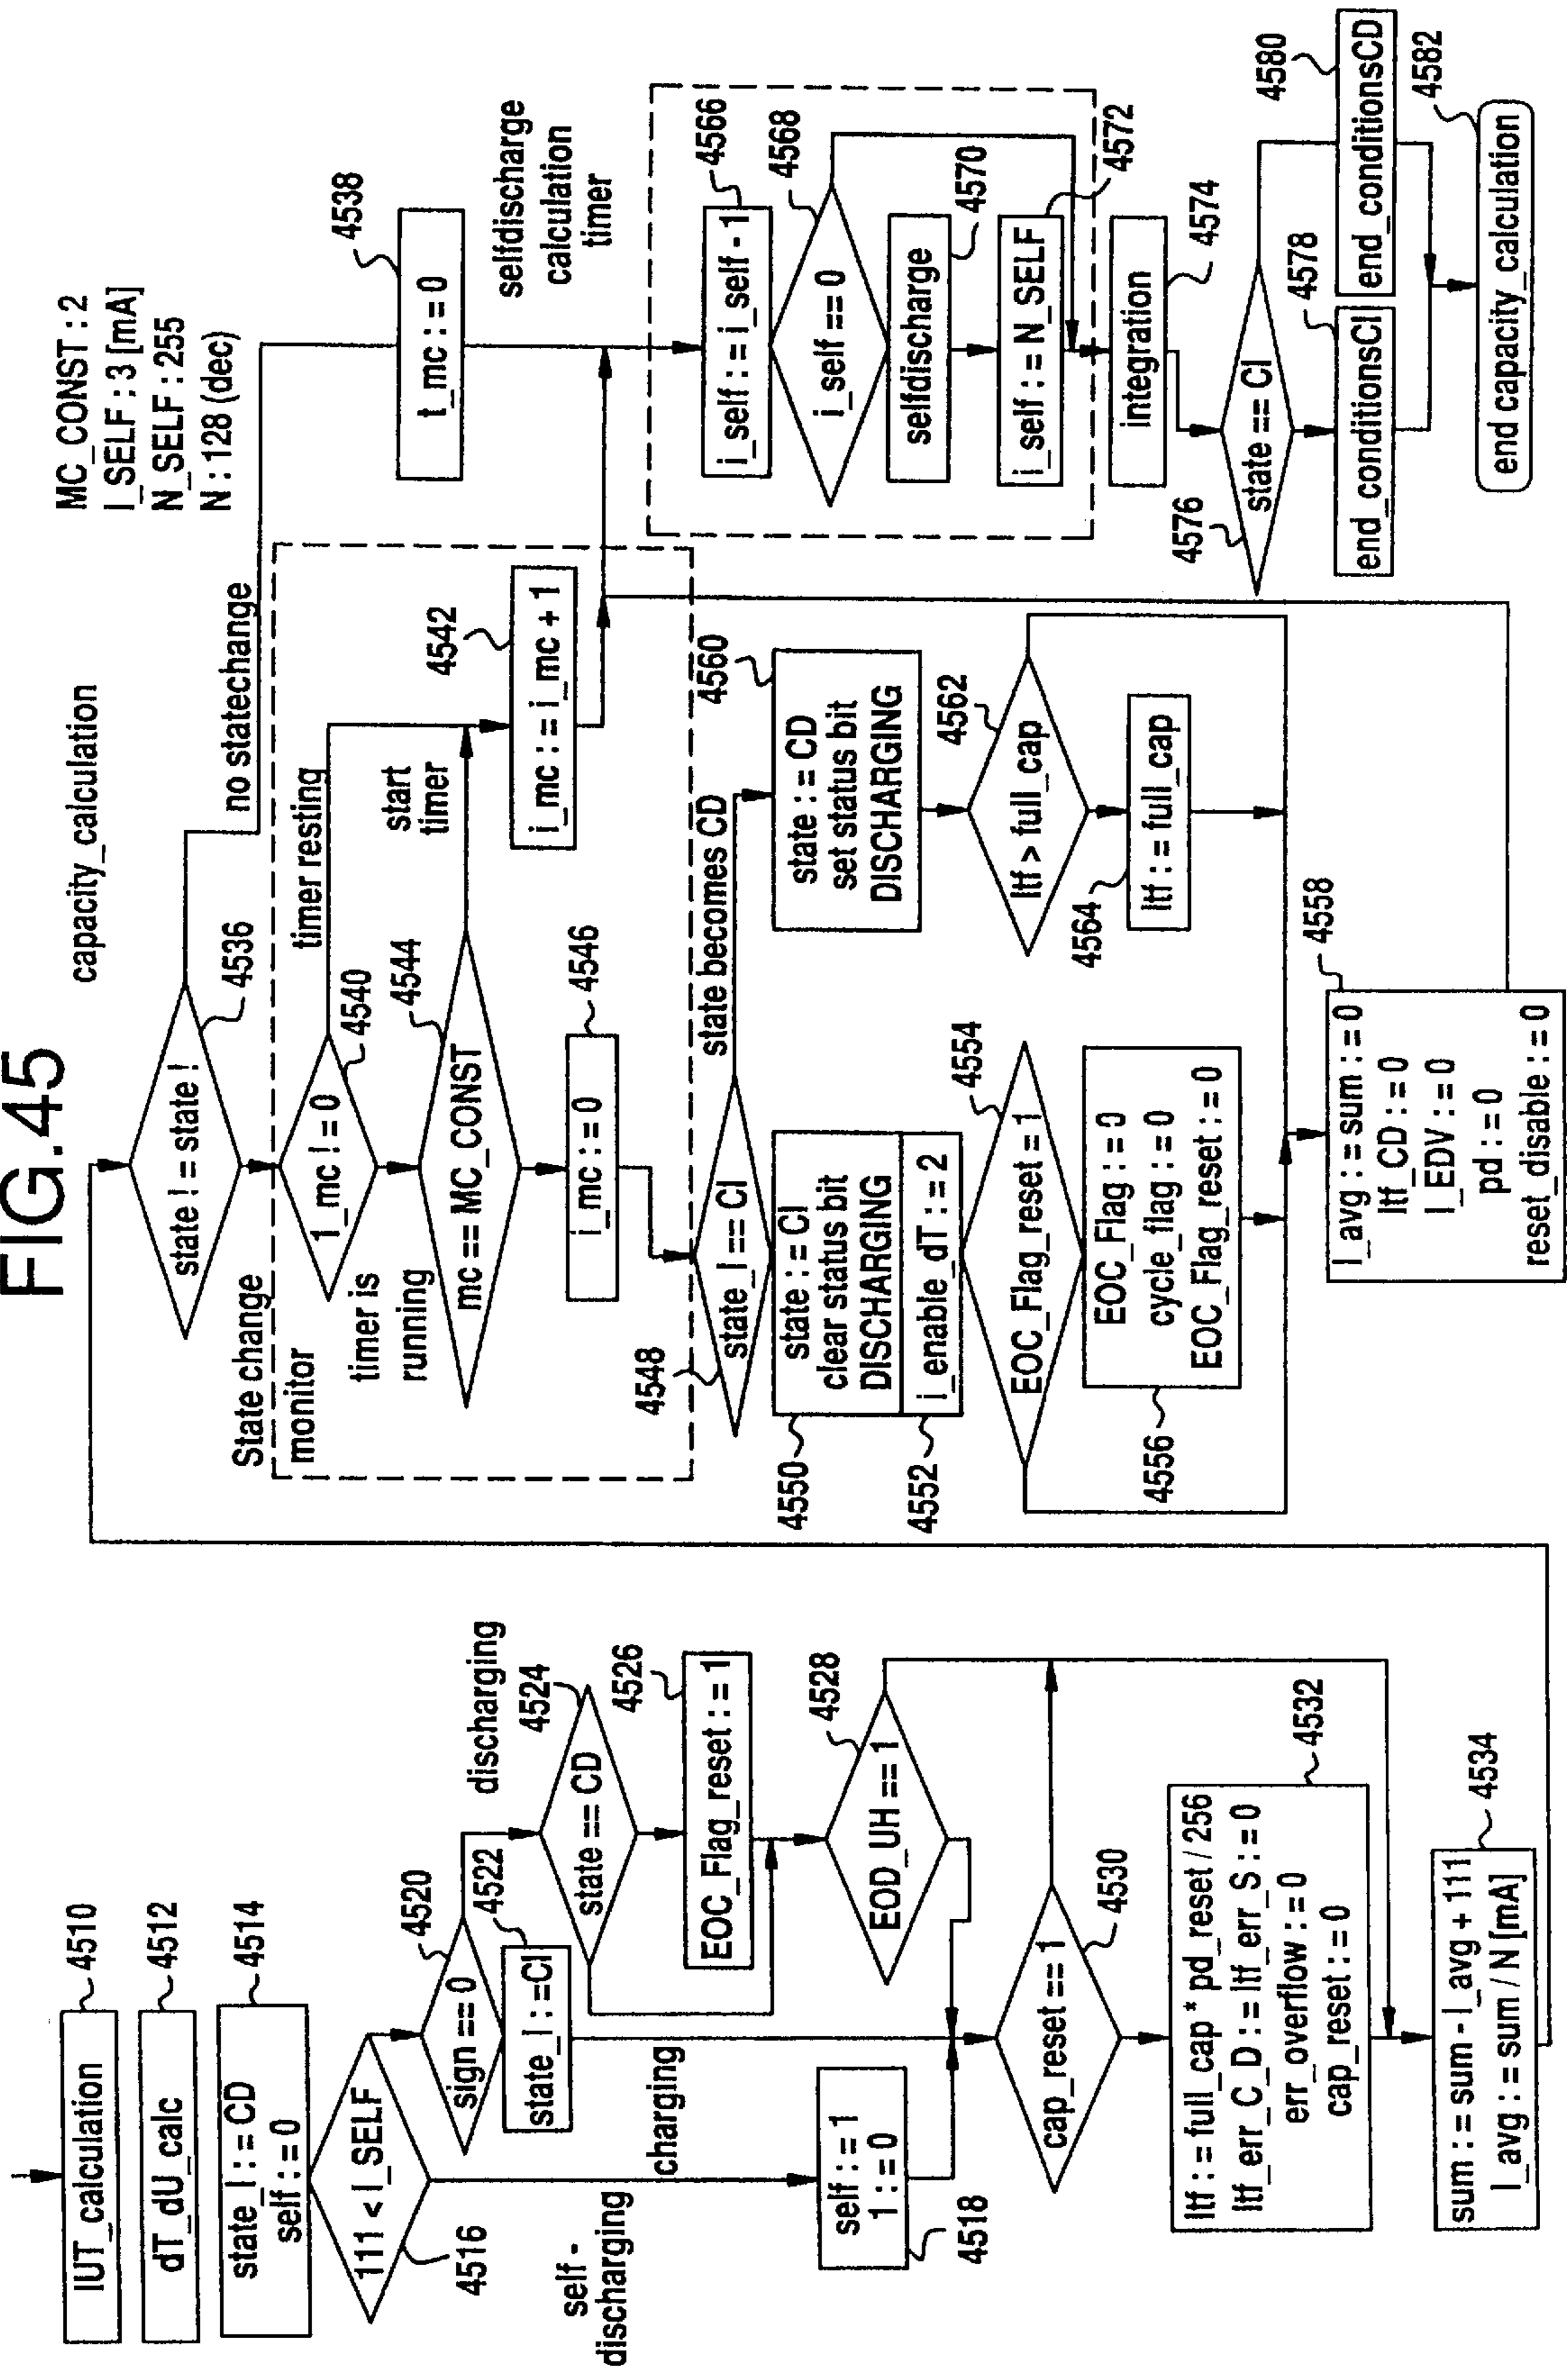 FIG.45
capacity_calculation
MC_CONST : 2
I_SELF : 3 [mA]
N_SELF : 255
N : 128 (dec)
IUT_calculation
4510
dT_dU_calc
4512
state_I : = CD
self : = 0
4514
111 < I_SELF
4516
self -
discharging
self : = 1
1 : = 0
4518
sign == 0
4520
state_I : =CI
4522
charging
discharging
state == CD
4524
EOC_Flag_reset : = 1
4526
EOD_UH == 1
4528
cap_reset == 1
4530
Itf : = full_cap * pd_reset / 256
Itf_err_C_D : = Itf_err_S : = 0
err_overflow : = 0
cap_reset : = 0
4532
sum : = sum - I_avg + 111
I_avg : = sum / N [mA]
4534
state ! = state !
4536
no statechange
t_mc : = 0
4538
State change
monitor
1_mc ! = 0
4540
timer resting
timer is
running
mc == MC_CONST
4544
start
timer
i_mc : = i_mc + 1
4542
i_mc : = 0
4546
state_I == CI
4548
state becomes CD
state : = CI
clear status bit
DISCHARGING
4550
i_enable_dT : = 2
4552
EOC_Flag_reset = 1
4554
EOC_Flag : = 0
cycle_flag : = 0
EOC_Flag_reset : = 0
4556
state : = CD
set status bit
DISCHARGING
4560
Itf > full_cap
4562
Itf : = full_cap
4564
I_avg : = sum : = 0
Itf_CD : = 0
I_EDV : = 0
pd : = 0
reset_disable : = 0
4558
selfdischarge
calculation
timer
i_self : = i_self - 1
4566
i_self == 0
4568
selfdischarge
4570
i_self : = N_SELF
4572
integration
4574
state == CI
4576
end_conditionsCI
4578
end_conditionsCD
4580
end capacity_calculation
4582